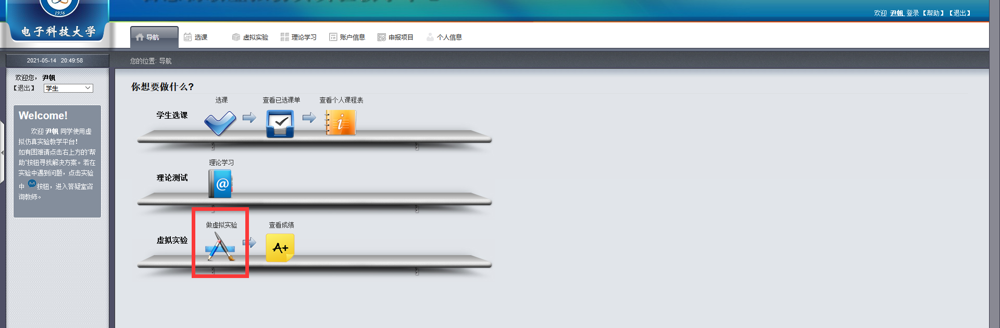 1956
电子科技大学
欢迎 尹帆 登录【帮助】【退出】
导航
选课
虚拟实验
理论学习
账户信息
申报项目
个人信息
2021-05-14 20:49:58
您的位置: 导航
欢迎您，尹帆
【退出】 学生
Welcome!
欢迎 尹帆 同学使用虚
拟仿真实验教学平台!
如有困难请点击右上方的“帮
助”按钮寻找解决方案。若在
实验中遇到问题，点击实验
中 按钮，进入答疑室咨
询教师。
你想要做什么?
选课 查看已选课单 查看个人课程表
学生选课
理论学习
理论测试
做虚拟实验 查看成绩
虚拟实验
A+